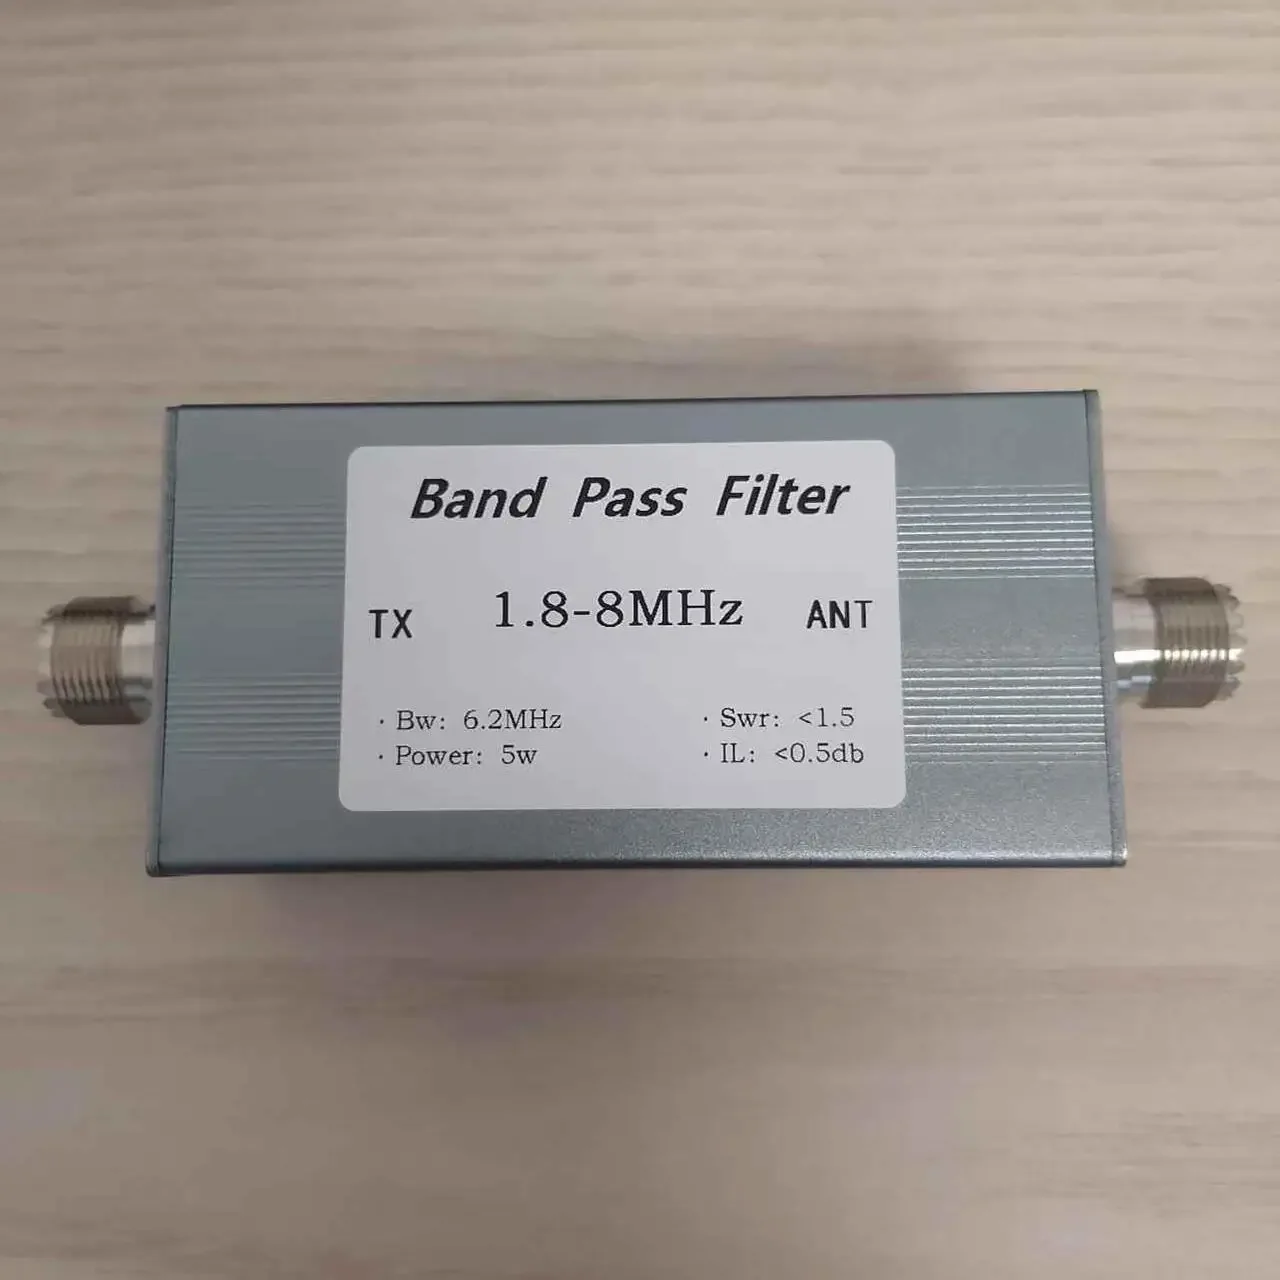 Band Pass Filter
TX 1.8-8MHz ANT
· Bw: 6.2MHz · Swr: <1.5
· Power: 5w · IL: <0.5db